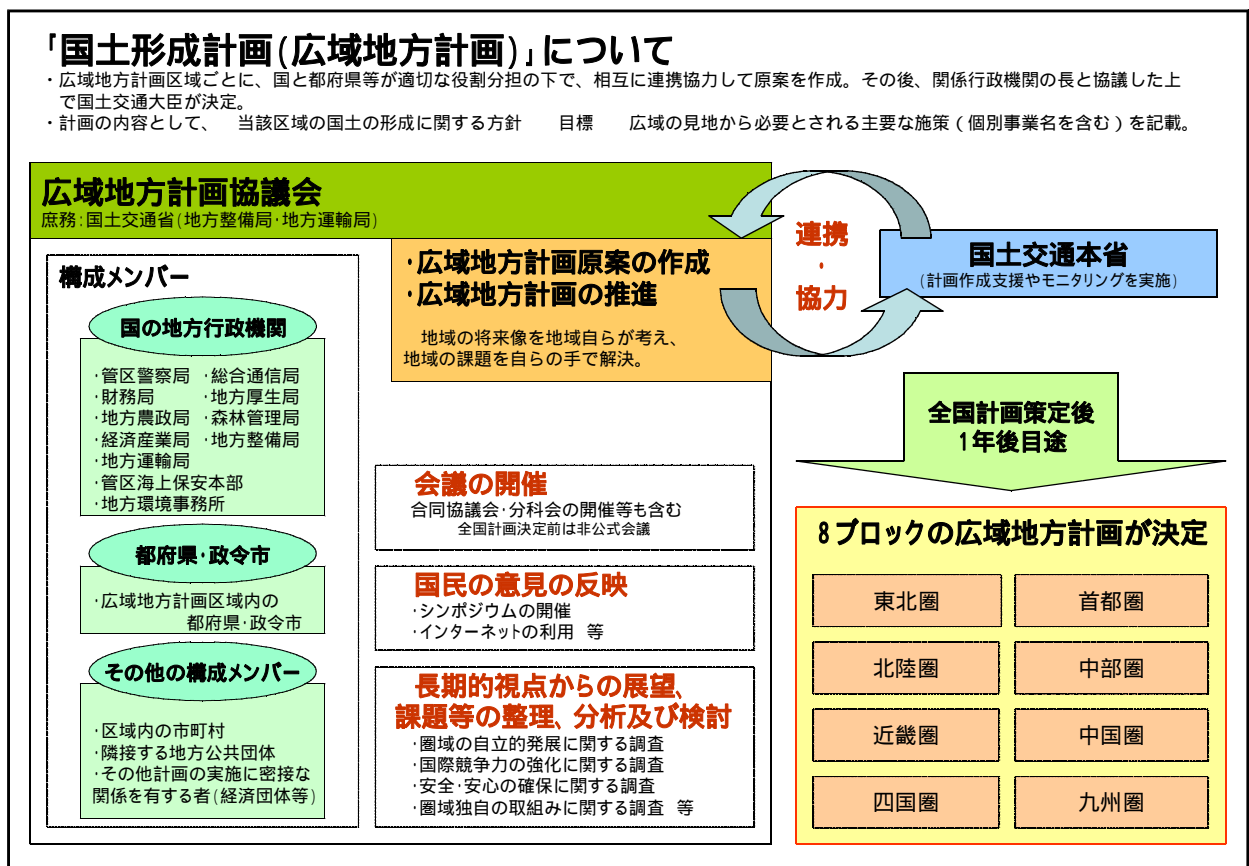 「国土形成計画(広域地方計画)」について
・広域地方計画区域ごとに、国と都府県等が適切な役割分担の下で、相互に連携協力して原案を作成。その後、関係行政機関の長と協議した上
で国土交通大臣が決定。
・計画の内容として、　当該区域の国土の形成に関する方針　　目標　　広域の見地から必要とされる主要な施策（個別事業名を含む）を記載。
広域地方計画協議会
庶務:国土交通省(地方整備局・地方運輸局)
構成メンバー
国の地方行政機関
・管区警察局　・総合通信局
・財務局　　　・地方厚生局
・地方農政局　・森林管理局
・経済産業局　・地方整備局
・地方運輸局
・管区海上保安本部
・地方環境事務所
都府県・政令市
・広域地方計画区域内の
都府県・政令市
その他の構成メンバー
・区域内の市町村
・隣接する地方公共団体
・その他計画の実施に密接な
関係を有する者(経済団体等)
・広域地方計画原案の作成
・広域地方計画の推進
地域の将来像を地域自らが考え、
地域の課題を自らの手で解決。
会議の開催
合同協議会・分科会の開催等も含む
全国計画決定前は非公式会議
国民の意見の反映
・シンポジウムの開催
・インターネットの利用　等
長期的視点からの展望、
課題等の整理、分析及び検討
・圏域の自立的発展に関する調査
・国際競争力の強化に関する調査
・安全・安心の確保に関する調査
・圏域独自の取組みに関する調査　等
連携
・
協力
国土交通本省
(計画作成支援やモニタリングを実施)
全国計画策定後
1年後目途
8ブロックの広域地方計画が決定
東北圏　首都圏
北陸圏　中部圏
近畿圏　中国圏
四国圏　九州圏